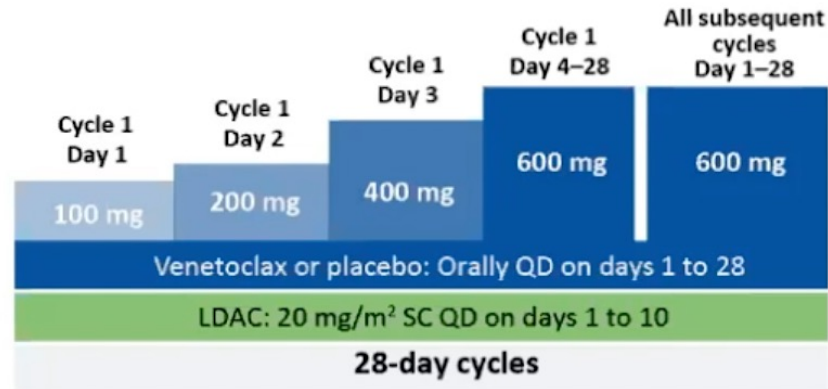 Cycle 1
Day 1
100 mg
Cycle 1
Day 2
200 mg
Cycle 1
Day 3
400 mg
Cycle 1
Day 4–28
600 mg
All subsequent
cycles
Day 1–28
600 mg
Venetoclax or placebo: Orally QD on days 1 to 28
LDAC: 20 mg/m² SC QD on days 1 to 10
28-day cycles